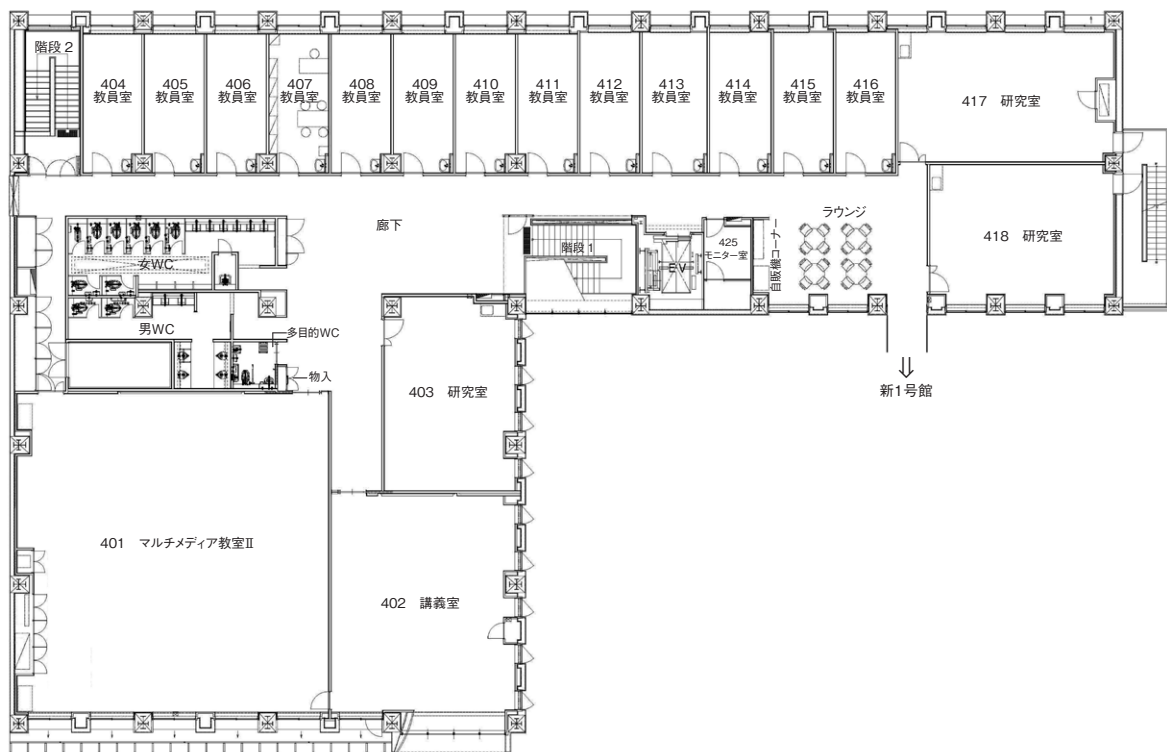 階段2
404
教員室
405
教員室
406
教員室
407
教員室
408
教員室
409
教員室
410
教員室
411
教員室
412
教員室
413
教員室
414
教員室
415
教員室
416
教員室
417 研究室
廊下
階段1
EV
425
モニター室
自販機コーナー
ラウンジ
418 研究室
女WC
男WC
多目的WC
物入
403 研究室
新1号館
401 マルチメディア教室Ⅱ
402 講義室